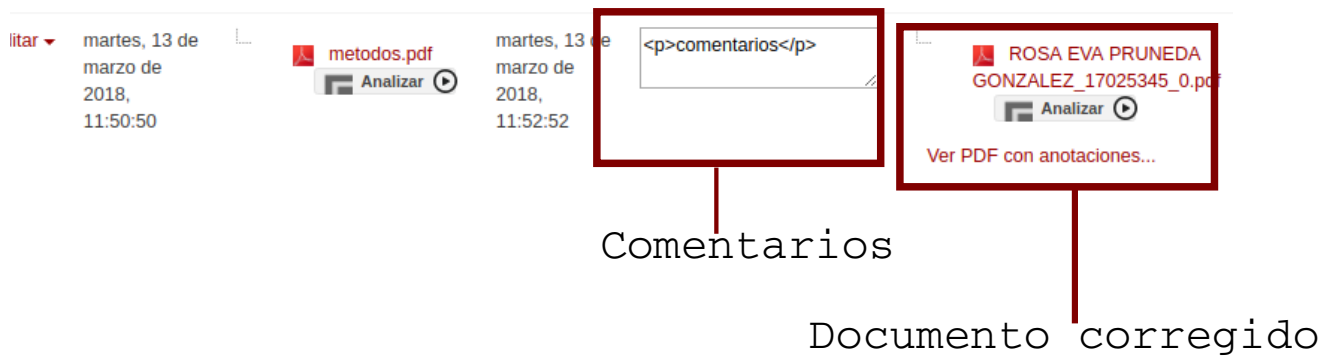 litar
martes, 13 de
marzo de
2018,
11:50:50
metodos.pdf
Analizar
martes, 13 de
marzo de
2018,
11:52:52
<p>comentarios</p>
ROSA EVA PRUNEDA
GONZALEZ_17025345_0.pdf
Analizar
Ver PDF con anotaciones...
Comentarios
Documento corregido